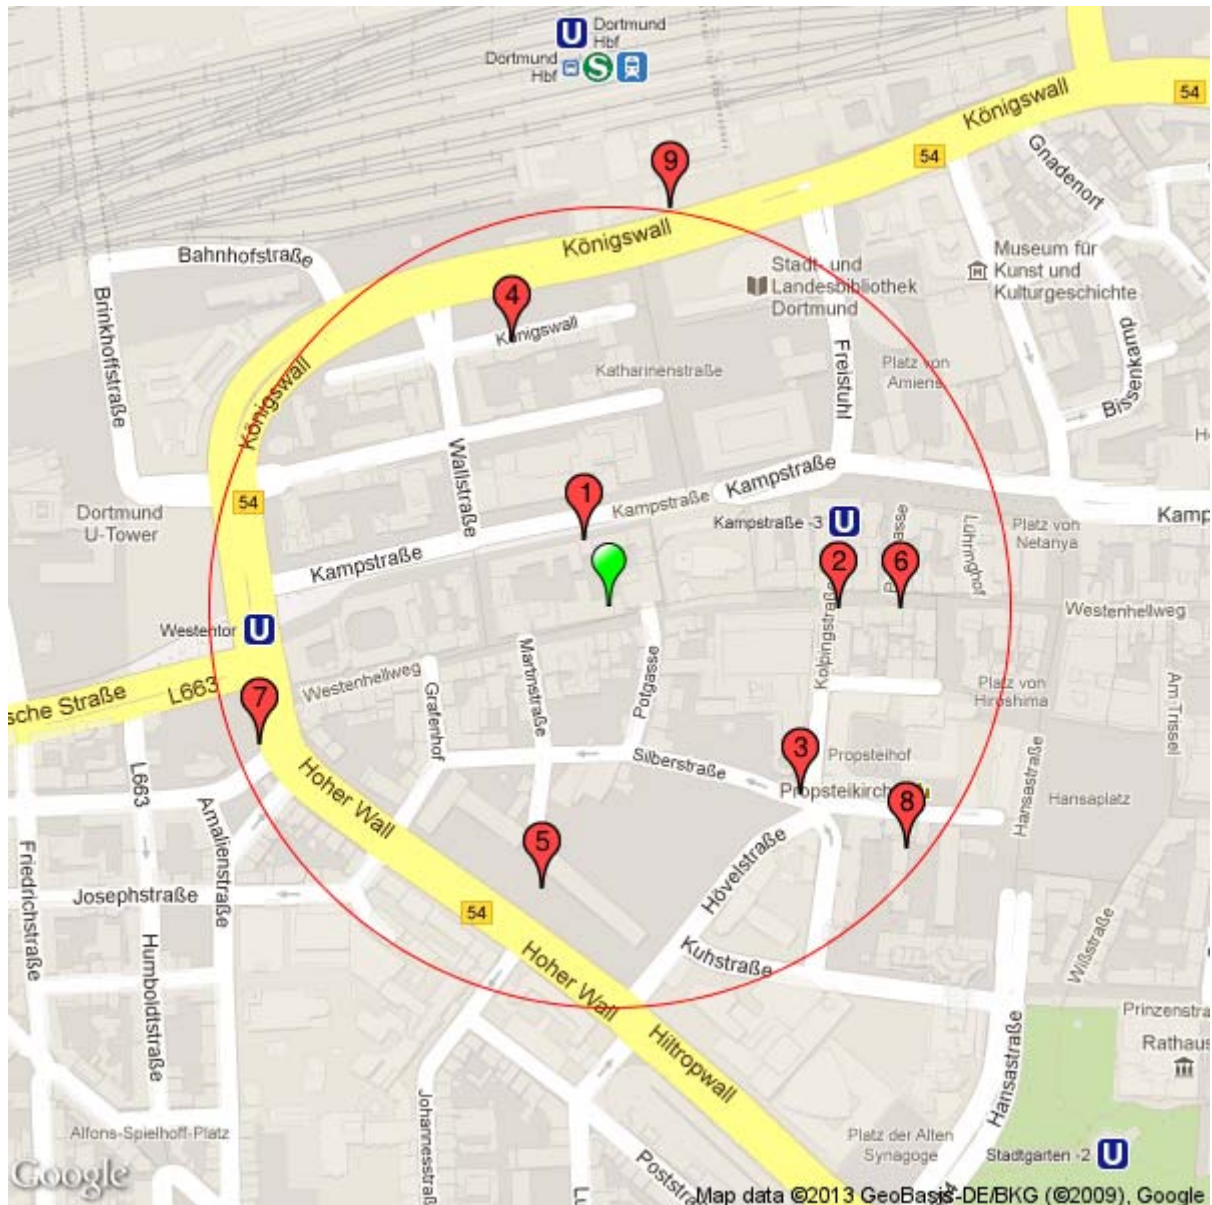 U
Dortmund
Hbf
Dortmund
Hbf
S
54
Königswall
54
Gnadenort
9
Königswall
Bahnhofstraße
Museum für
Kunst und
Kulturgeschichte
Stadt- und
Landesbibliothek
Dortmund
4
Königswall
Brinkhoffstraße
Freistuhl
Platz von
Amiens
Bissenkamp
Katharinenstraße
Königswall
Wallstraße
Kampstraße
Kampstraße
1
54
Dortmund
U-Tower
Kampstraße -3
U
Lühringhof
Platz von
Netanya
Kamp
Kampstraße
2
6
Westenhellweg
Westentor
U
Kolpingstraße
Martinstraße
Potgasse
Westenhellweg
Grafenhof
L663
sche Straße
7
Platz von
Hiroshima
Am Trissel
3
Silberstraße
Propsteihof
L663
Hoher Wall
8
Hansastraße
Hansaplatz
Amalienstraße
5
Friedrichstraße
Josephstraße
Hövelstraße
54
Humboldtstraße
Hoher Wall
Kuhstraße
Wißstraße
Prinzenstra
Rathaus
Hiltropwall
Hansastraße
Johannesstraß
Alfons-Spielhoff-Platz
Platz der Alten
Synagoge
Stadtgarten -2
U
Poststraß
Lu
Google
Map data ©2013 GeoBasis-DE/BKG (©2009), Google